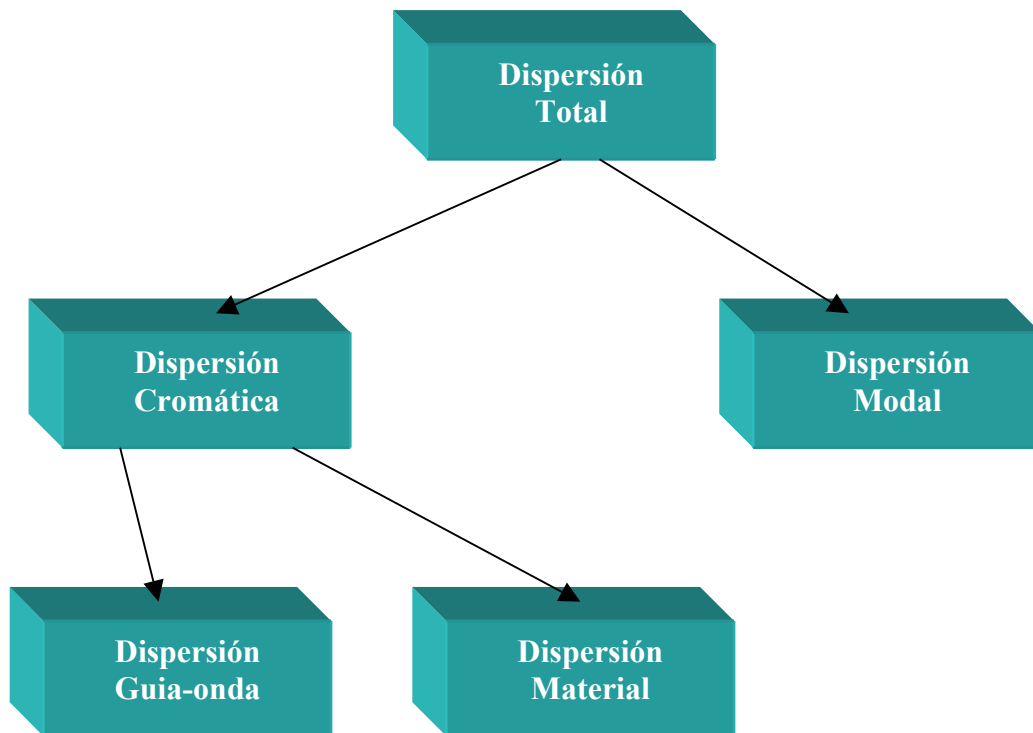 Dispersión
Total
Dispersión
Cromática
Dispersión
Modal
Dispersión
Guia-onda
Dispersión
Material